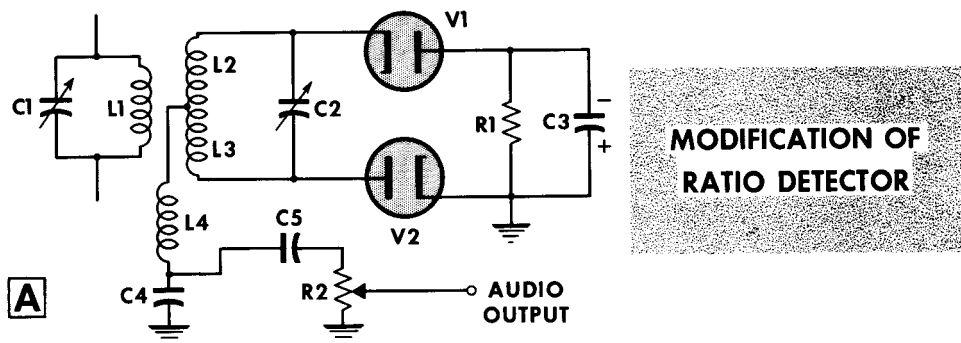 V1
C1
L1
L2
L3
C2
R1
C3
−
+
MODIFICATION OF
RATIO DETECTOR
L4
C5
V2
A
C4
R2
AUDIO
OUTPUT